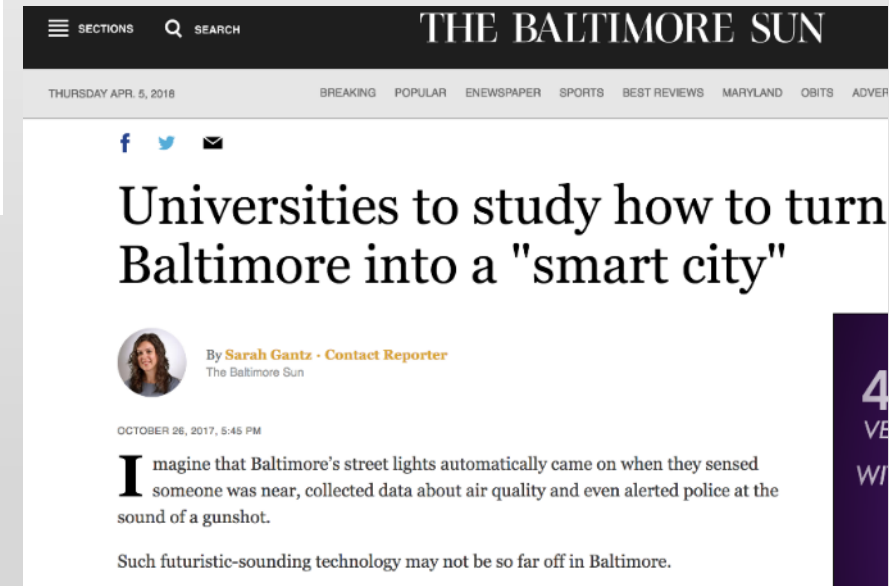 SECTIONS SEARCH THE BALTIMORE SUN
THURSDAY APR. 5, 2018 BREAKING POPULAR ENEWSPAPER SPORTS BEST REVIEWS MARYLAND OBITS ADVER
f
Universities to study how to turn
Baltimore into a "smart city"
By Sarah Gantz · Contact Reporter
The Baltimore Sun
OCTOBER 26, 2017, 5:45 PM
Imagine that Baltimore's street lights automatically came on when they sensed
someone was near, collected data about air quality and even alerted police at the
sound of a gunshot.
Such futuristic-sounding technology may not be so far off in Baltimore.
4
VE
WI